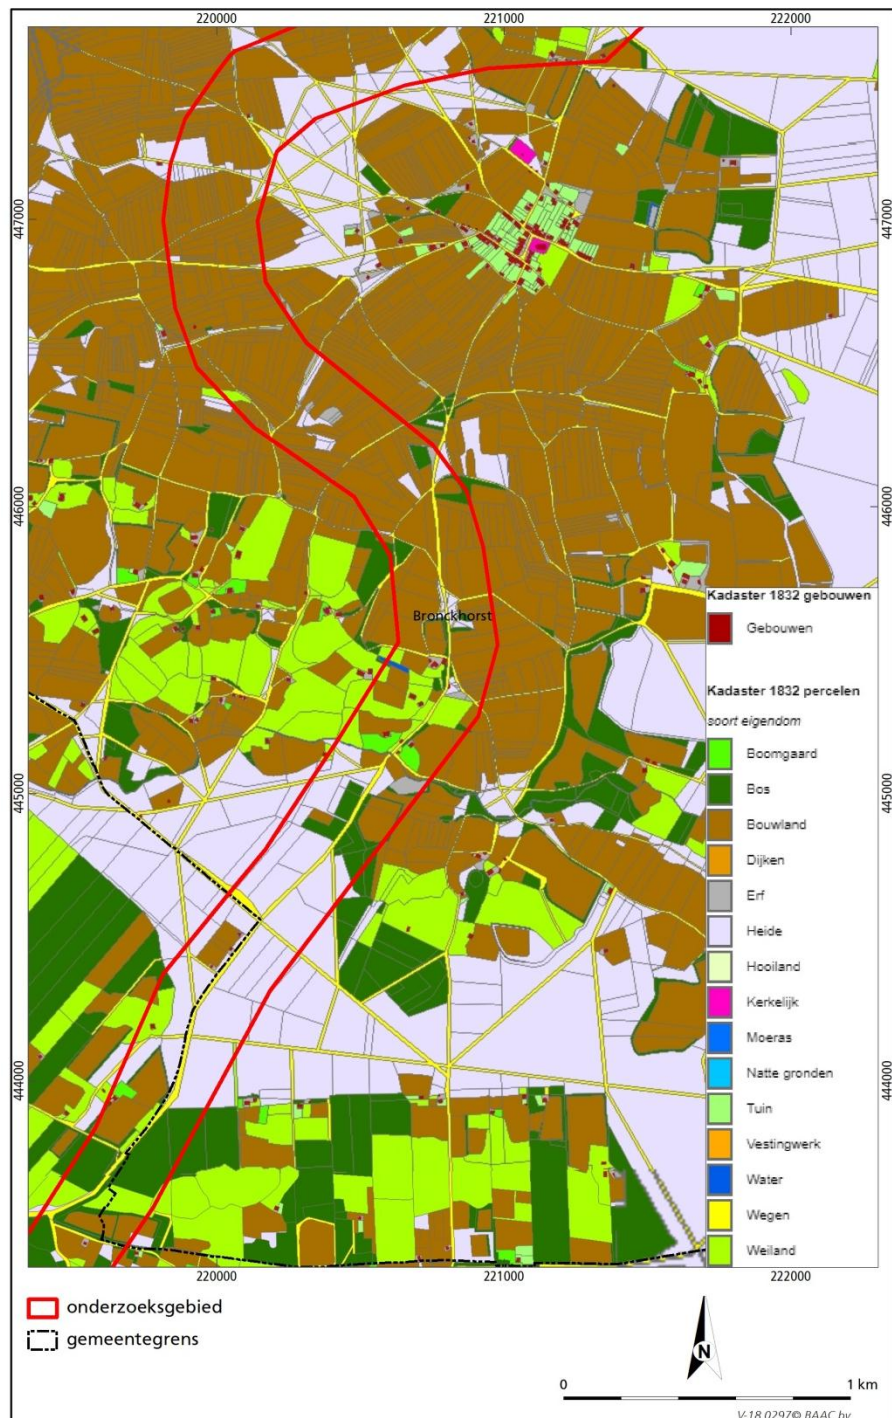 220000 221000 222000
447000 447000
446000 446000
Bronckhorst
Kadaster 1832 gebouwen
Gebouwen
Kadaster 1832 percelen
soort eigendom
Boomgaard
Bos
445000 445000
Bouwland
Dijken
Erf
Heide
Hooiland
Kerkelijk
Moeras
Natte gronden
444000 444000
Tuin
Vestingwerk
Water
Wegen
Weiland
220000 221000 222000
onderzoeksgebied
gemeentegrens
N
0 1 km
V-18.0297© BAAC bv